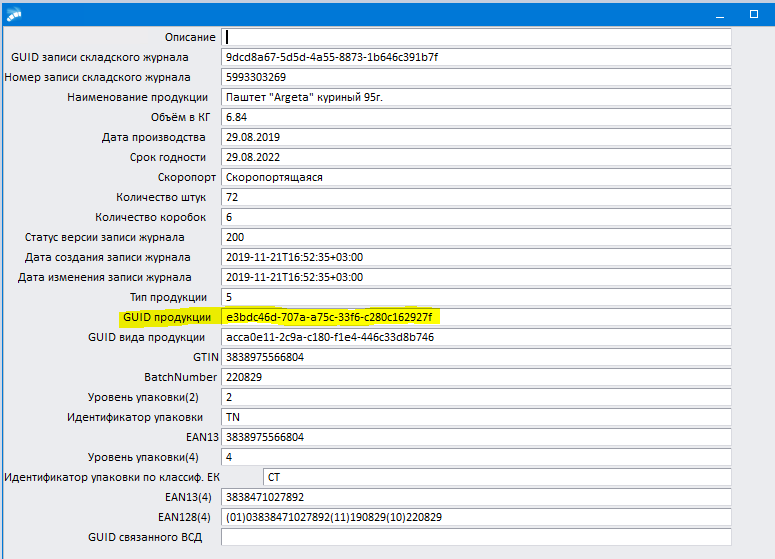 Описание
GUID записи складского журнала 9dcd8a67-5d5d-4a55-8873-1b646c391b7f
Номер записи складского журнала 5993303269
Наименование продукции Паштет "Argeta" куриный 95г.
Объём в КГ 6.84
Дата производства 29.08.2019
Срок годности 29.08.2022
Скоропорт Скоропортящаяся
Количество штук 72
Количество коробок 6
Статус версии записи журнала 200
Дата создания записи журнала 2019-11-21T16:52:35+03:00
Дата изменения записи журнала 2019-11-21T16:52:35+03:00
Тип продукции 5
GUID продукции e3bdc46d-707a-a75c-33f6-c280c162927f
GUID вида продукции acca0e11-2c9a-c180-f1e4-446c33d8b746
GTIN 3838975566804
BatchNumber 220829
Уровень упаковки(2) 2
Идентификатор упаковки TN
EAN13 3838975566804
Уровень упаковки(4) 4
Идентификатор упаковки по классиф. ЕК CT
EAN13(4) 3838471027892
EAN128(4) (01)03838471027892(11)190829(10)220829
GUID связанного ВСД